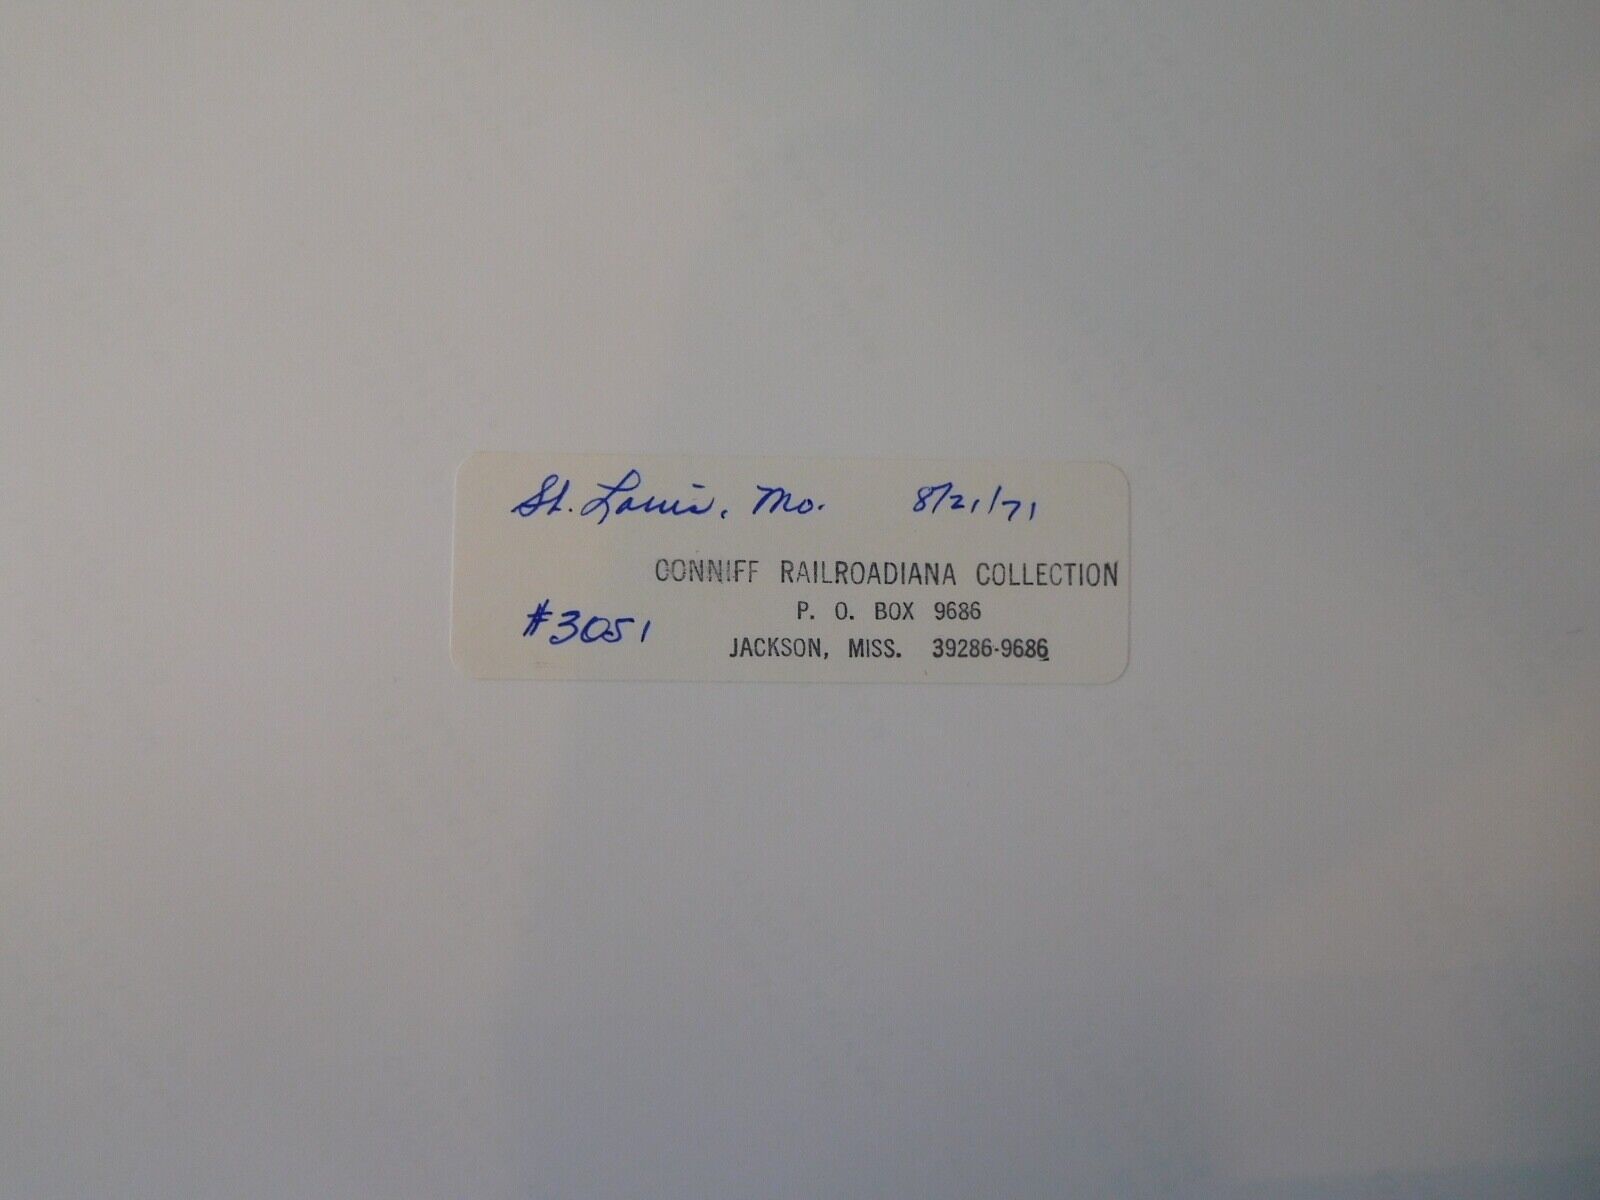 St. Louis, Mo. 8/21/71
CONNIFF RAILROADIANA COLLECTION
P. O. BOX 9686
#3051
JACKSON, MISS. 39286-9686